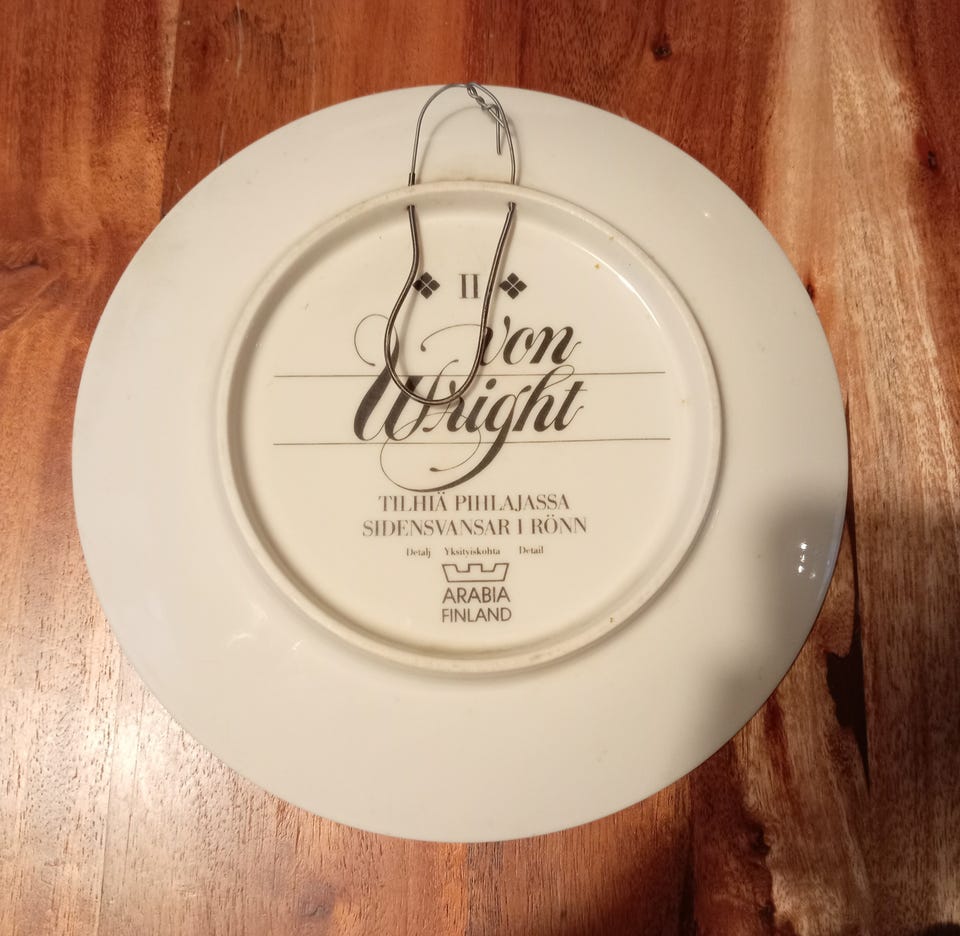 II
von
Wright
TILHIÄ PIHLAJASSA
SIDENSVANSAR I RÖNN
Detalj Yksityiskohta Detail
ARABIA
FINLAND